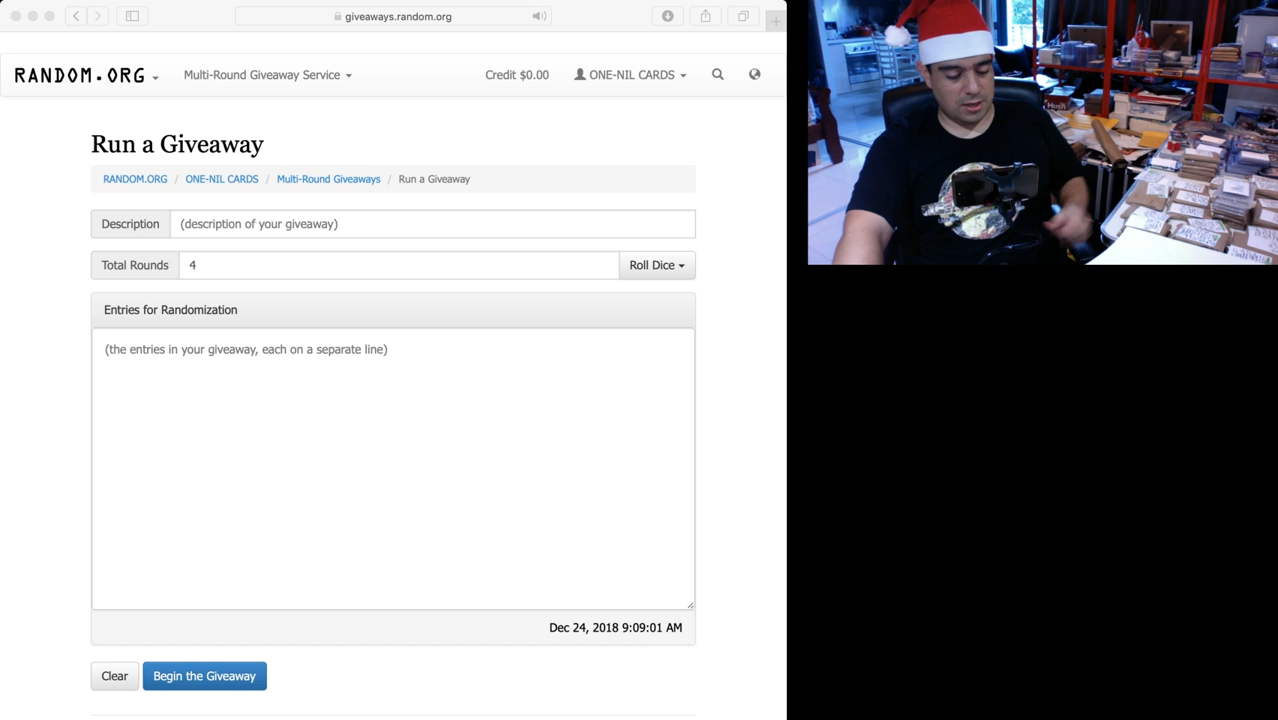 giveaways.random.org
RANDOM.ORG
Multi-Round Giveaway Service
Credit $0.00
ONE-NIL CARDS
Run a Giveaway
RANDOM.ORG / ONE-NIL CARDS / Multi-Round Giveaways / Run a Giveaway
Description (description of your giveaway)
Total Rounds 4 Roll Dice
Entries for Randomization
(the entries in your giveaway, each on a separate line)
Dec 24, 2018 9:09:01 AM
Clear Begin the Giveaway